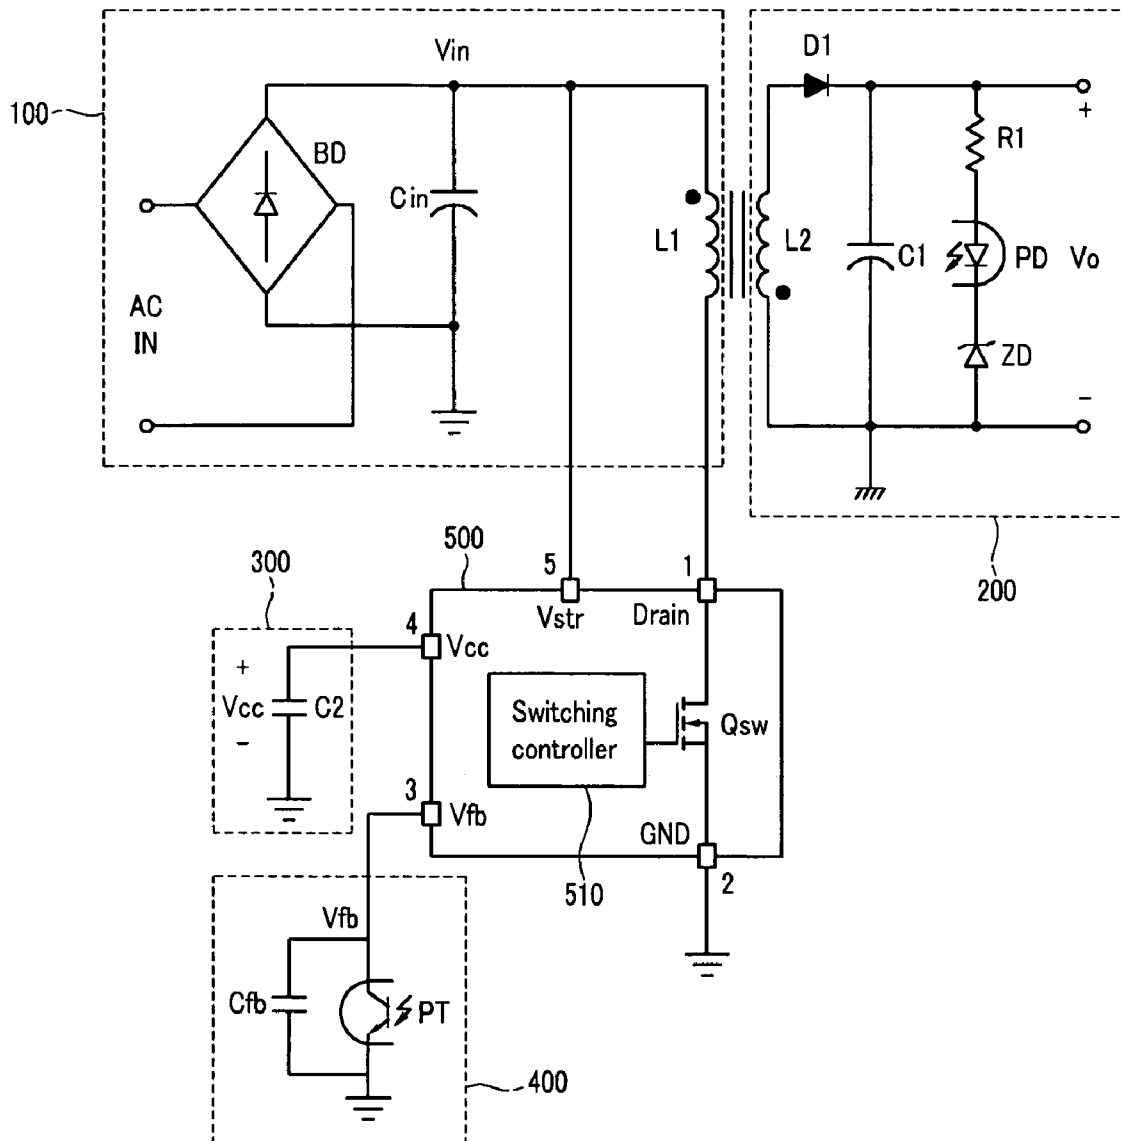 Vin
D1
100
BD
Cin
L1
L2
C1
R1
PD
Vo
+
AC
IN
ZD
-
200
300
500
5
1
4
Vstr
Drain
Vcc
+
Vcc
C2
-
Switching
controller
Qsw
3
Vfb
GND
2
510
Vfb
Cfb
PT
400